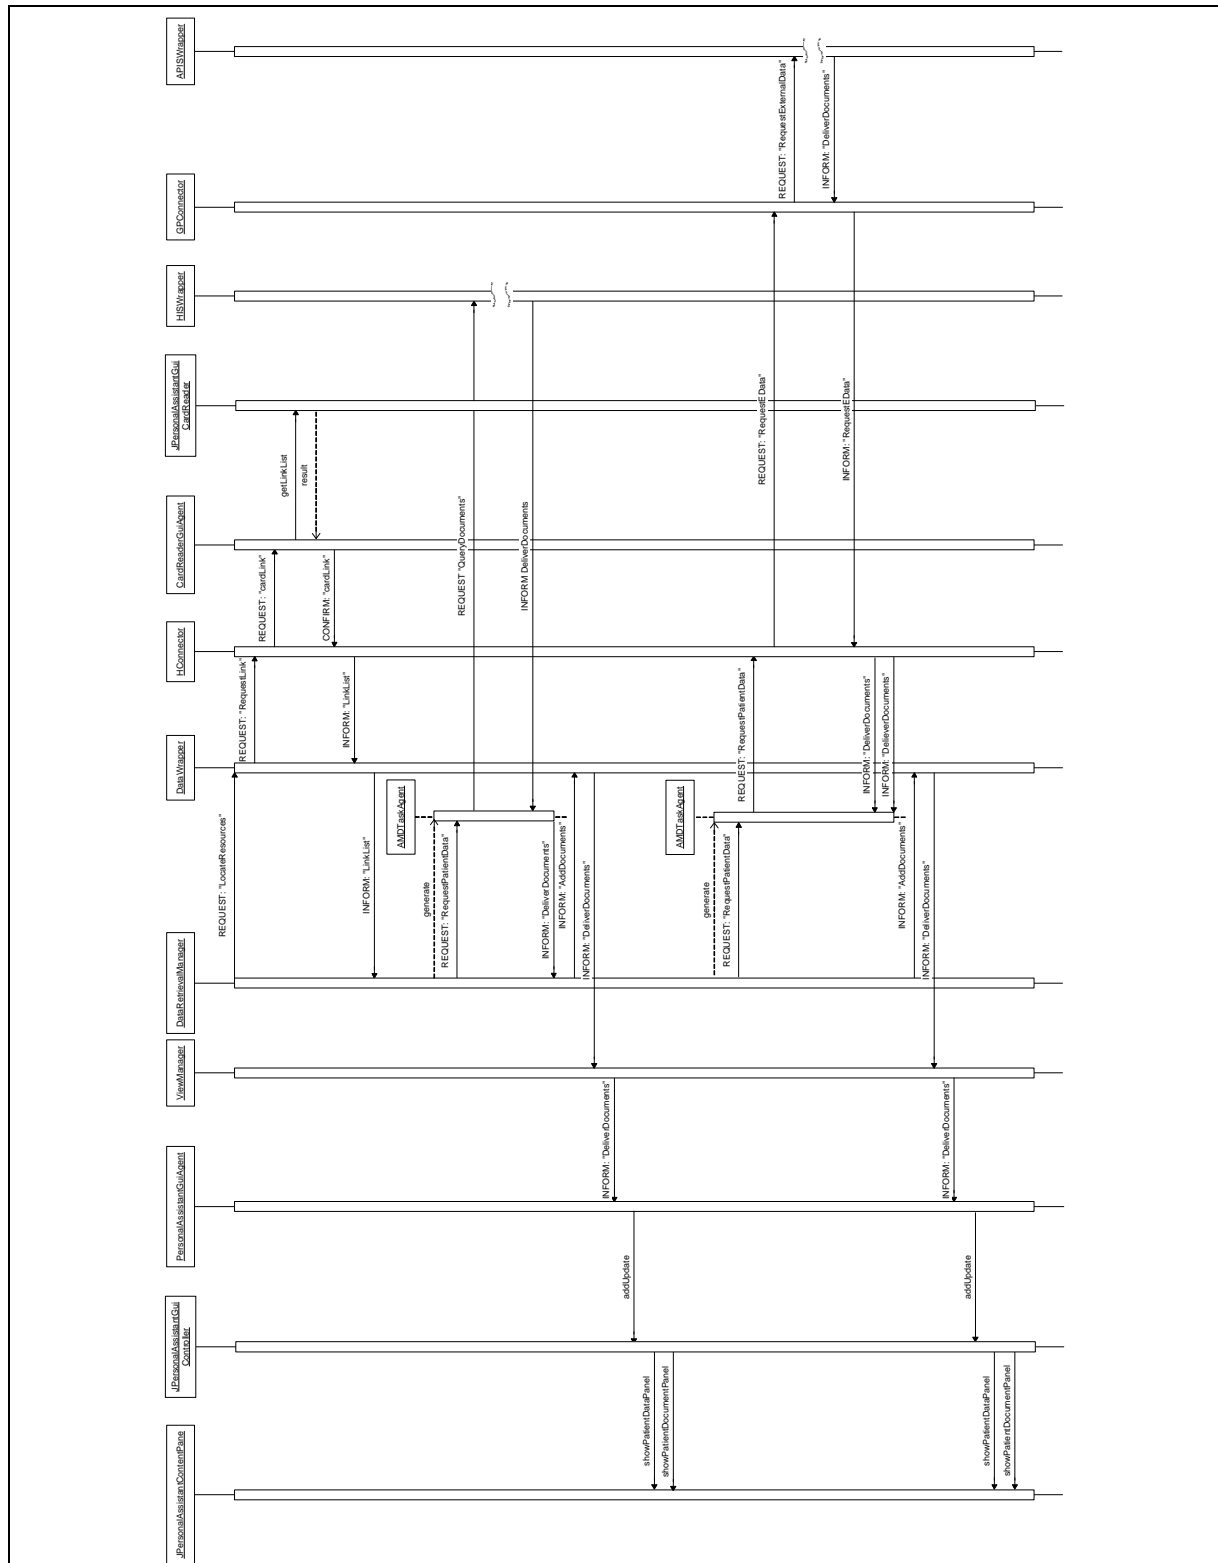 JPersonalAssistantContentPane
JPersonalAssistantGui
Controller
PersonalAssistantGuiAgent
ViewManager
DataRetrievalManager
DataWrapper
HConnector
CardReaderGuiAgent
JPersonalAssistantGui
CardReader
HISWrapper
GPConnector
APISWrapper
REQUEST: "LocateResources"
REQUEST: "RequestLink"
REQUEST: "cardLink"
getLinkList
result
CONFIRM: "cardLink"
INFORM: "LinkList"
INFORM: "LinkList"
AMDTaskAgent
generate
REQUEST: "RequestPatientData"
REQUEST "QueryDocuments"
INFORM DeliverDocuments
INFORM: "DeliverDocuments"
INFORM: "AddDocuments"
INFORM: "DeliverDocuments"
INFORM: "DeliverDocuments"
addUpdate
showPatientDataPanel
showPatientDocumentPanel
AMDTaskAgent
generate
REQUEST: "RequestPatientData"
REQUEST: "RequestPatientData"
REQUEST: "RequestEData"
REQUEST: "RequestExternalData"
INFORM: "DeliverDocuments"
INFORM: "RequestEData"
INFORM: "DeliverDocuments"
INFORM: "DelieverDocuments"
INFORM: "AddDocuments"
INFORM: "DeliverDocuments"
INFORM: "DeliverDocuments"
addUpdate
showPatientDataPanel
showPatientDocumentPanel